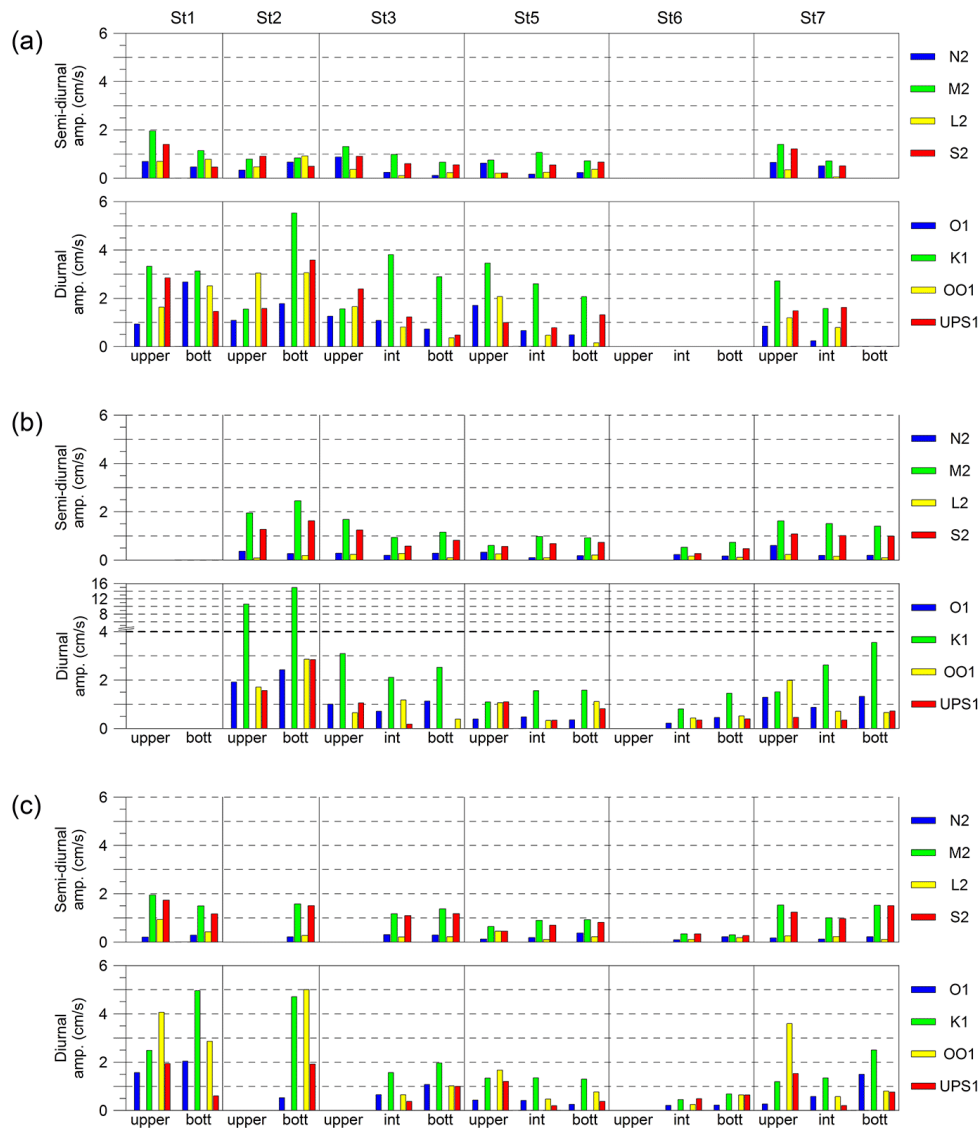 St1 St2 St3 St5 St6 St7
(a)
Semi-diurnal
amp. (cm/s)
6
4
2
0
N2
M2
L2
S2
Diurnal
amp. (cm/s)
6
4
2
0
O1
K1
OO1
UPS1
upper bott upper bott upper int bott upper int bott upper int bott upper int bott
(b)
Semi-diurnal
amp. (cm/s)
6
4
2
0
N2
M2
L2
S2
Diurnal
amp. (cm/s)
16
12
8
4
2
0
O1
K1
OO1
UPS1
upper bott upper bott upper int bott upper int bott upper int bott upper int bott
(c)
Semi-diurnal
amp. (cm/s)
6
4
2
0
N2
M2
L2
S2
Diurnal
amp. (cm/s)
6
4
2
0
O1
K1
OO1
UPS1
upper bott upper bott upper int bott upper int bott upper int bott upper int bott